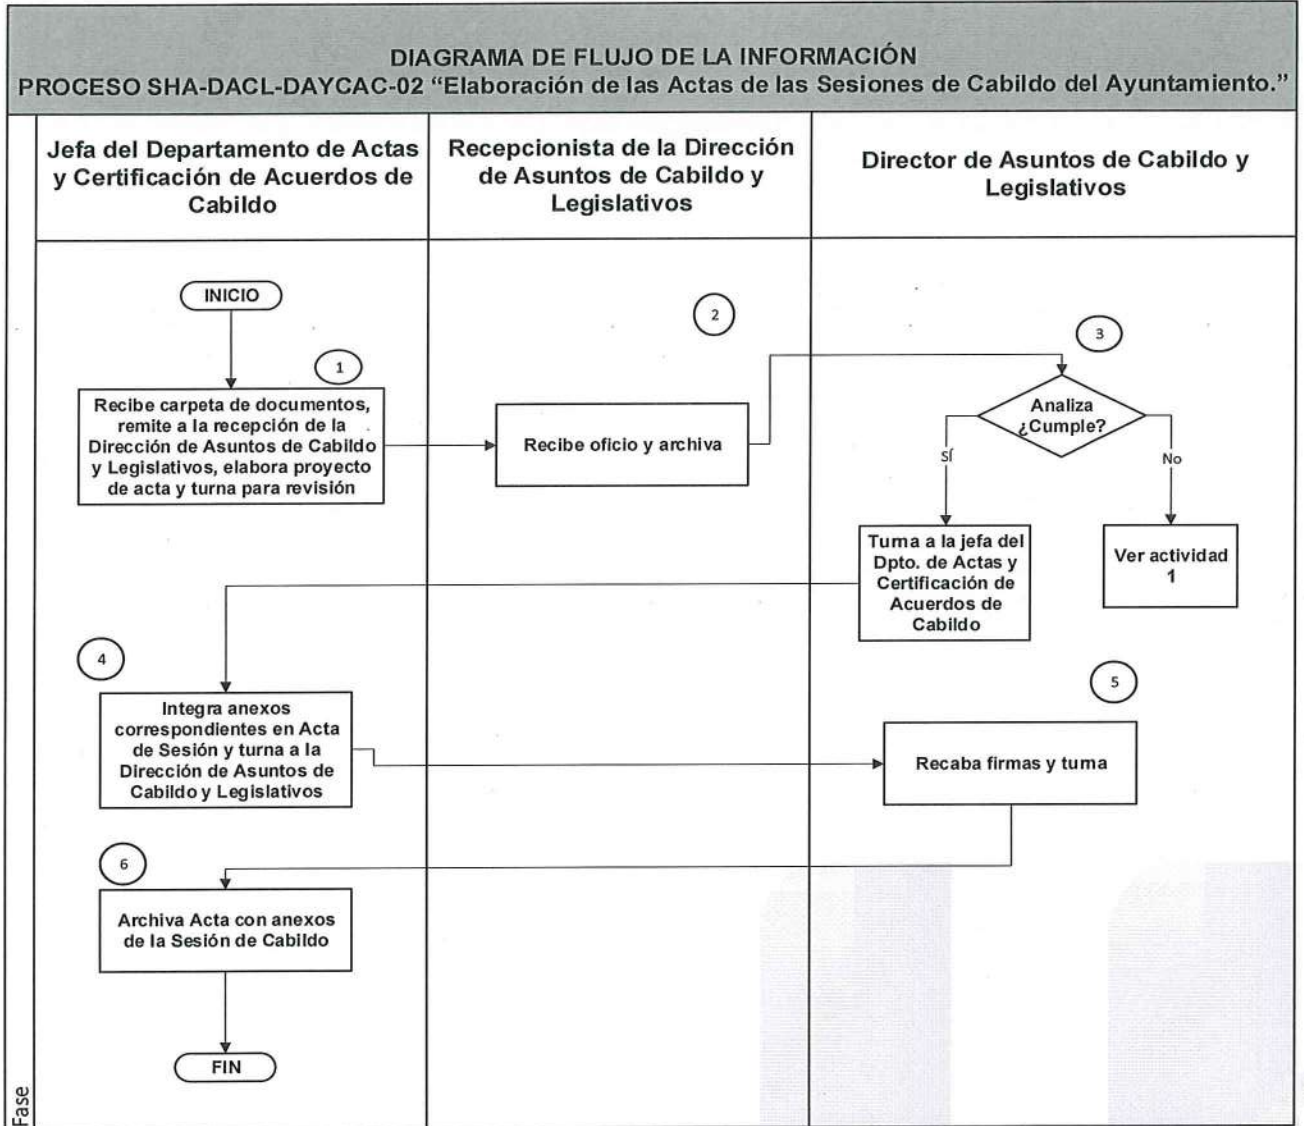 DIAGRAMA DE FLUJO DE LA INFORMACIÓN
PROCESO SHA-DACL-DAYCAC-02 “Elaboración de las Actas de las Sesiones de Cabildo del Ayuntamiento.”
Jefa del Departamento de Actas
y Certificación de Acuerdos de
Cabildo
Recepcionista de la Dirección
de Asuntos de Cabildo y
Legislativos
Director de Asuntos de Cabildo y
Legislativos
INICIO
1
Recibe carpeta de documentos,
remite a la recepción de la
Dirección de Asuntos de Cabildo
y Legislativos, elabora proyecto
de acta y turna para revisión
2
Recibe oficio y archiva
3
Analiza
¿Cumple?
SÍ
No
Turna a la jefa del
Dpto. de Actas y
Certificación de
Acuerdos de
Cabildo
Ver actividad
1
4
Integra anexos
correspondientes en Acta
de Sesión y turna a la
Dirección de Asuntos de
Cabildo y Legislativos
5
Recaba firmas y turna
6
Archiva Acta con anexos
de la Sesión de Cabildo
FIN
Fase